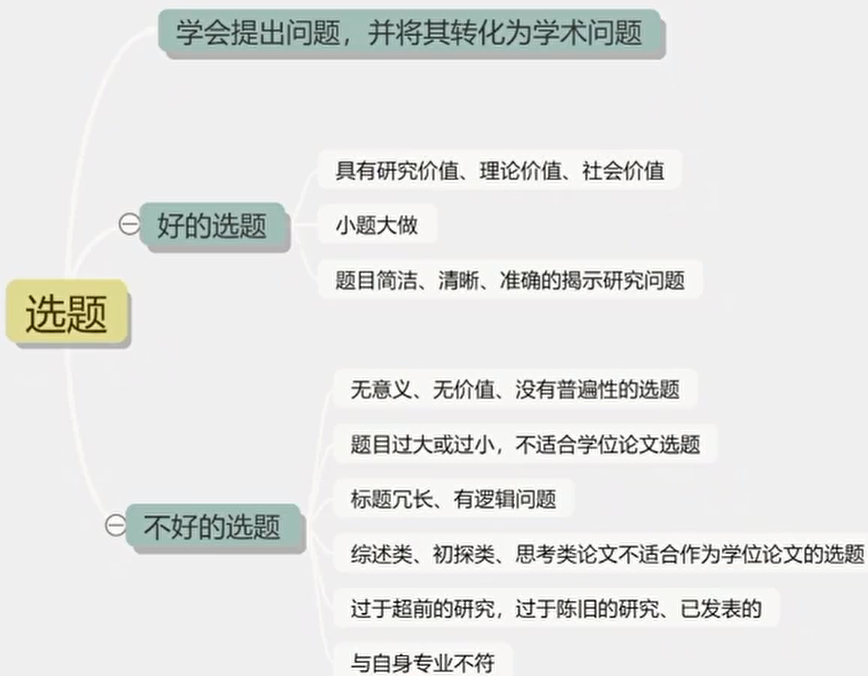 学会提出问题，并将其转化为学术问题
具有研究价值、理论价值、社会价值
好的选题
小题大做
题目简洁、清晰、准确的揭示研究问题
选题
无意义、无价值、没有普遍性的选题
题目过大或过小，不适合学位论文选题
标题冗长、有逻辑问题
不好的选题
综述类、初探类、思考类论文不适合作为学位论文的选题
过于超前的研究，过于陈旧的研究、已发表的
与自身专业不符